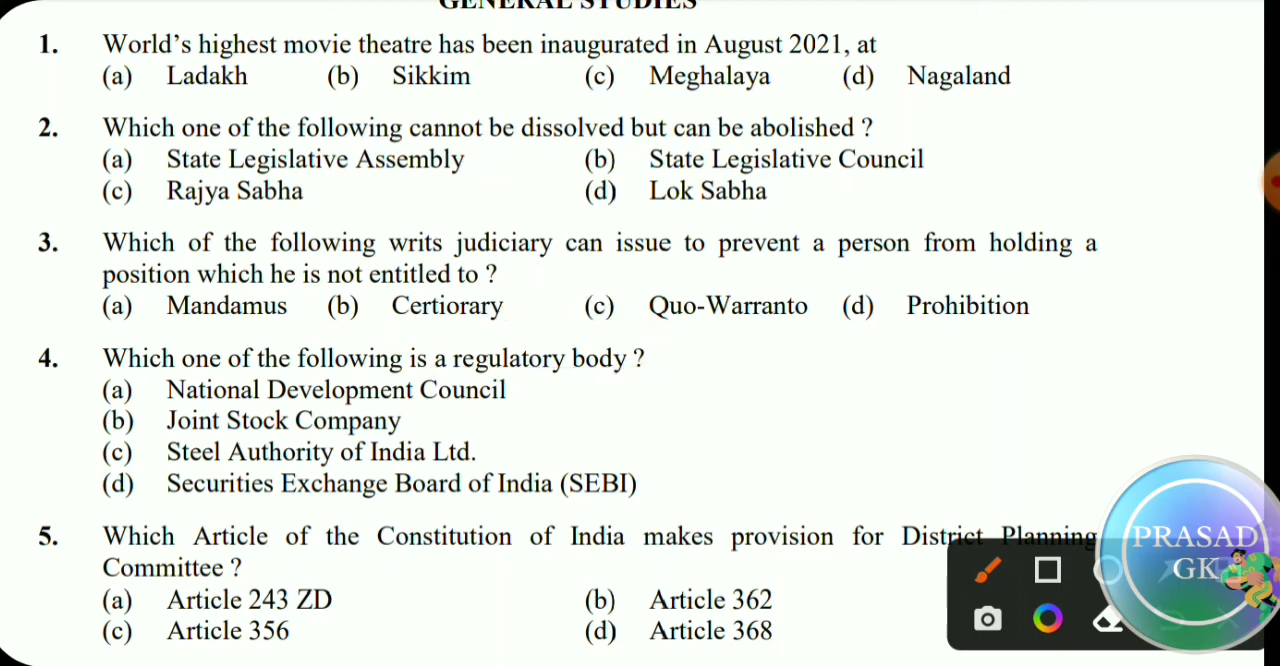 GENERAL STUDIES
1. World's highest movie theatre has been inaugurated in August 2021, at
(a) Ladakh (b) Sikkim (c) Meghalaya (d) Nagaland
2. Which one of the following cannot be dissolved but can be abolished ?
(a) State Legislative Assembly (b) State Legislative Council
(c) Rajya Sabha (d) Lok Sabha
3. Which of the following writs judiciary can issue to prevent a person from holding a
position which he is not entitled to ?
(a) Mandamus (b) Certiorary (c) Quo-Warranto (d) Prohibition
4. Which one of the following is a regulatory body ?
(a) National Development Council
(b) Joint Stock Company
(c) Steel Authority of India Ltd.
(d) Securities Exchange Board of India (SEBI)
5. Which Article of the Constitution of India makes provision for District Planning
Committee ?
(a) Article 243 ZD (b) Article 362
(c) Article 356 (d) Article 368
PRASAD
GK